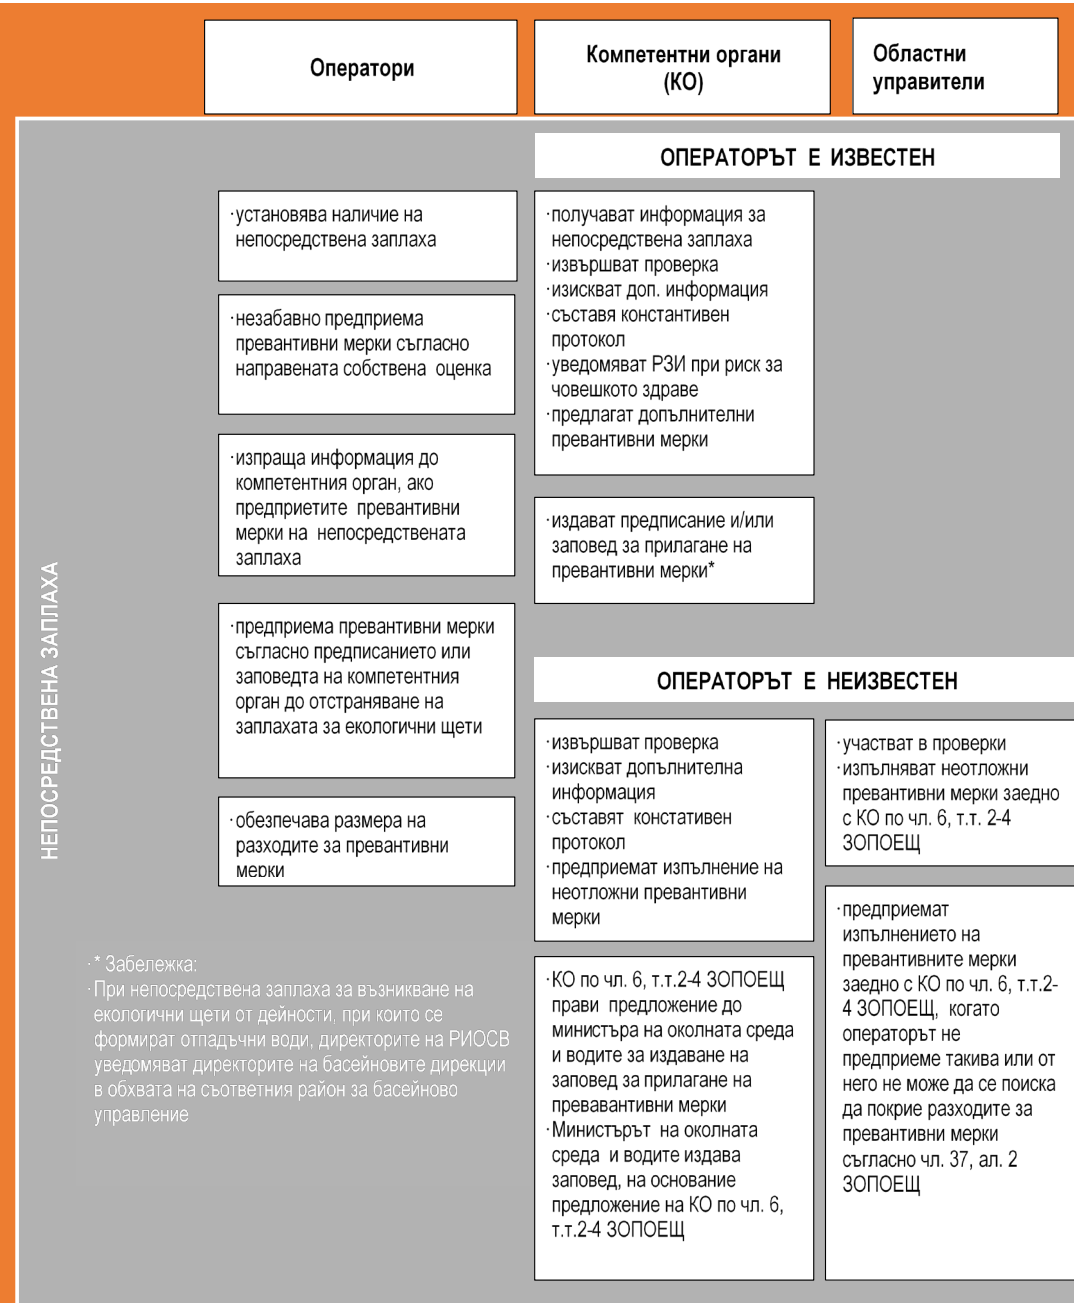 Оператори
Компетентни органи
(КО)
Областни
управители
ОПЕРАТОРЪТ Е ИЗВЕСТЕН
·установява наличие на
непосредствена заплаха
·незабавно предприема
превантивни мерки съгласно
направената собствена оценка
·изпраща информация до
компетентния орган, ако
предприетите превантивни
мерки на непосредствената
заплаха
·предприема превантивни мерки
съгласно предписанието или
заповедта на компетентния
орган до отстраняване на
заплахата за екологични щети
·обезпечава размера на
разходите за превантивни
мерки
·получават информация за
непосредствена заплаха
·извършват проверка
·изискват доп. информация
·съставя константивен
протокол
·уведомяват РЗИ при риск за
човешкото здраве
·предлагат допълнителни
превантивни мерки
·издават предписание и/или
заповед за прилагане на
превантивни мерки*
ОПЕРАТОРЪТ Е НЕИЗВЕСТЕН
·извършват проверка
·изискват допълнителна
информация
·съставят констативен
протокол
·предприемат изпълнение на
неотложни превантивни
мерки
·КО по чл. 6, т.т.2-4 ЗОПОЕЩ
прави предложение до
министъра на околната среда
и водите за издаване на
заповед за прилагане на
превавантивни мерки
·Министърът на околната
среда и водите издава
заповед, на основание
предложение на КО по чл. 6,
т.т.2-4 ЗОПОЕЩ
·участват в проверки
·изпълняват неотложни
превантивни мерки заедно
с КО по чл. 6, т.т. 2-4
ЗОПОЕЩ
·предприемат
изпълнението на
превантивните мерки
заедно с КО по чл. 6, т.т.2-
4 ЗОПОЕЩ, когато
операторът не
предприеме такива или от
него не може да се поиска
да покрие разходите за
превантивни мерки
съгласно чл. 37, ал. 2
ЗОПОЕЩ
НЕПОСРЕДСТВЕНА ЗАПЛАХА
·* Забележка:
·При непосредствена заплаха за възникване на
екологични щети от дейности, при които се
формират отпадъчни води, директорите на РИОСВ
уведомяват директорите на басейновите дирекции
в обхвата на съответния район за басейново
управление